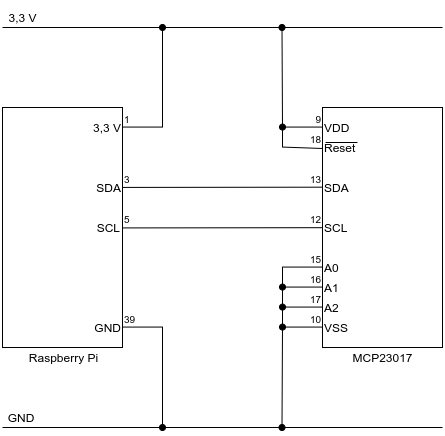 3,3 V
1
9
3,3 V
VDD
18
Reset
3
13
SDA
SDA
5
12
SCL
SCL
15
A0
16
A1
17
A2
39
10
GND
VSS
Raspberry Pi
MCP23017
GND